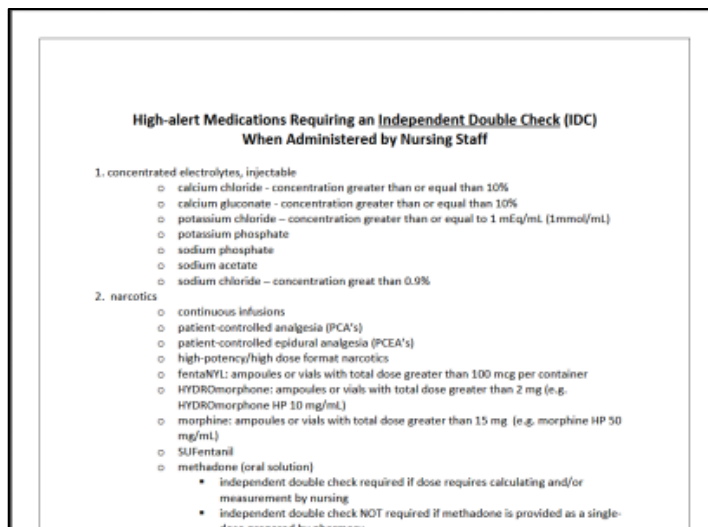 High-alert Medications Requiring an Independent Double Check (IDC)
When Administered by Nursing Staff
1. concentrated electrolytes, injectable
o calcium chloride - concentration greater than or equal than 10%
o calcium gluconate - concentration greater than or equal than 10%
o potassium chloride – concentration greater than or equal to 1 mEq/mL (1mmol/mL)
o potassium phosphate
o sodium phosphate
o sodium acetate
o sodium chloride – concentration great than 0.9%
2. narcotics
o continuous infusions
o patient-controlled analgesia (PCA's)
o patient-controlled epidural analgesia (PCEA's)
o high-potency/high dose format narcotics
o fentaNYL: ampoules or vials with total dose greater than 100 mcg per container
o HYDROmorphone: ampoules or vials with total dose greater than 2 mg (e.g.
HYDROmorphone HP 10 mg/mL)
o morphine: ampoules or vials with total dose greater than 15 mg (e.g. morphine HP 50
mg/mL)
o SUFentanil
o methadone (oral solution)
▪ independent double check required if dose requires calculating and/or
measurement by nursing
▪ independent double check NOT required if methadone is provided as a single-
dose prepared by pharmacy